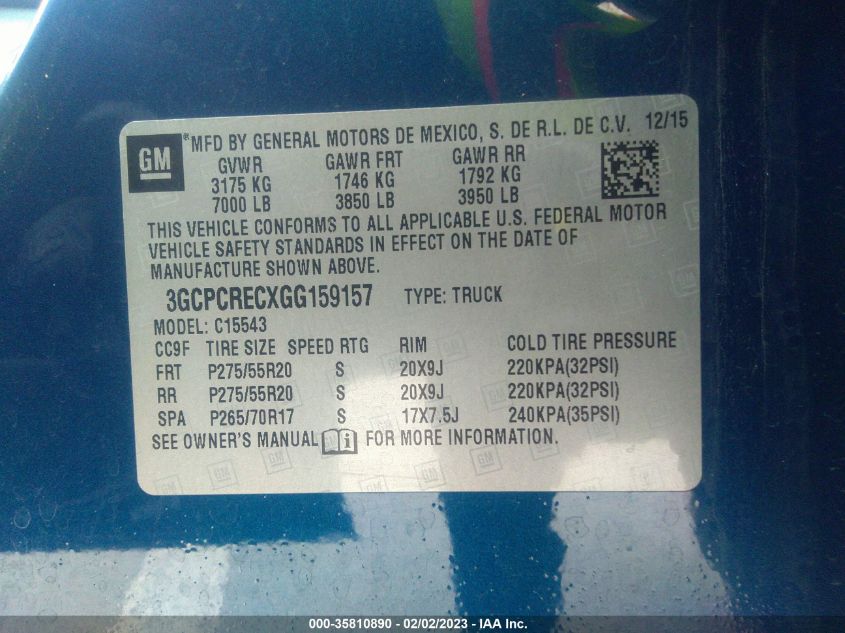 GM ® MFD BY GENERAL MOTORS DE MEXICO, S. DE R.L. DE C.V. 12/15
GVWR GAWR FRT GAWR RR
3175 KG 1746 KG 1792 KG
7000 LB 3850 LB 3950 LB
THIS VEHICLE CONFORMS TO ALL APPLICABLE U.S. FEDERAL MOTOR
VEHICLE SAFETY STANDARDS IN EFFECT ON THE DATE OF
MANUFACTURE SHOWN ABOVE.
3GCPCRECXGG159157 TYPE: TRUCK
MODEL: C15543
CC9F TIRE SIZE SPEED RTG RIM COLD TIRE PRESSURE
FRT P275/55R20 S 20X9J 220KPA(32PSI)
RR P275/55R20 S 20X9J 220KPA(32PSI)
SPA P265/70R17 S 17X7.5J 240KPA(35PSI)
SEE OWNER'S MANUAL i FOR MORE INFORMATION.
000-35810890 - 02/02/2023 - IAA Inc.